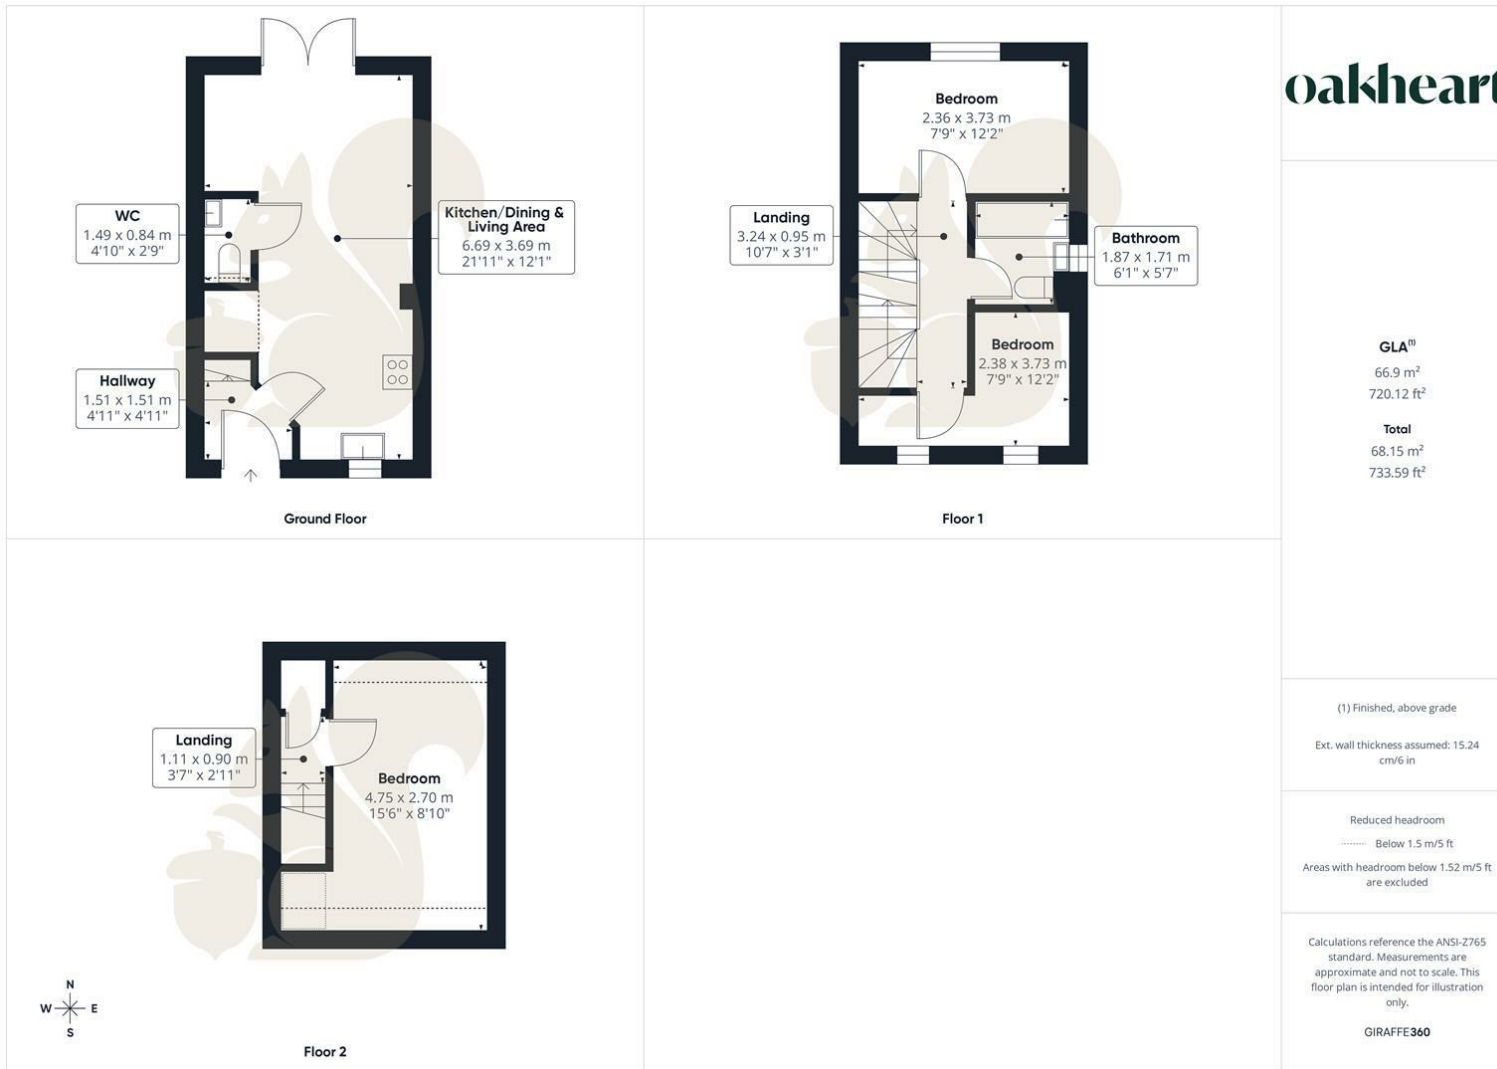 WC
1.49 x 0.84 m
4'10" x 2'9"
Kitchen/Dining &
Living Area
6.69 x 3.69 m
21'11" x 12'1"
Hallway
1.51 x 1.51 m
4'11" x 4'11"
Ground Floor
Bedroom
2.36 x 3.73 m
7'9" x 12'2"
Landing
3.24 x 0.95 m
10'7" x 3'1"
Bathroom
1.87 x 1.71 m
6'1" x 5'7"
Bedroom
2.38 x 3.73 m
7'9" x 12'2"
Floor 1
Landing
1.11 x 0.90 m
3'7" x 2'11"
Bedroom
4.75 x 2.70 m
15'6" x 8'10"
N
W E
S
Floor 2
oakheart
GLA⁽¹⁾
66.9 m²
720.12 ft²
Total
68.15 m²
733.59 ft²
(1) Finished, above grade
Ext. wall thickness assumed: 15.24
cm/6 in
Reduced headroom
Below 1.5 m/5 ft
Areas with headroom below 1.52 m/5 ft
are excluded
Calculations reference the ANSI-Z765
standard. Measurements are
approximate and not to scale. This
floor plan is intended for illustration
only.
GIRAFFE360